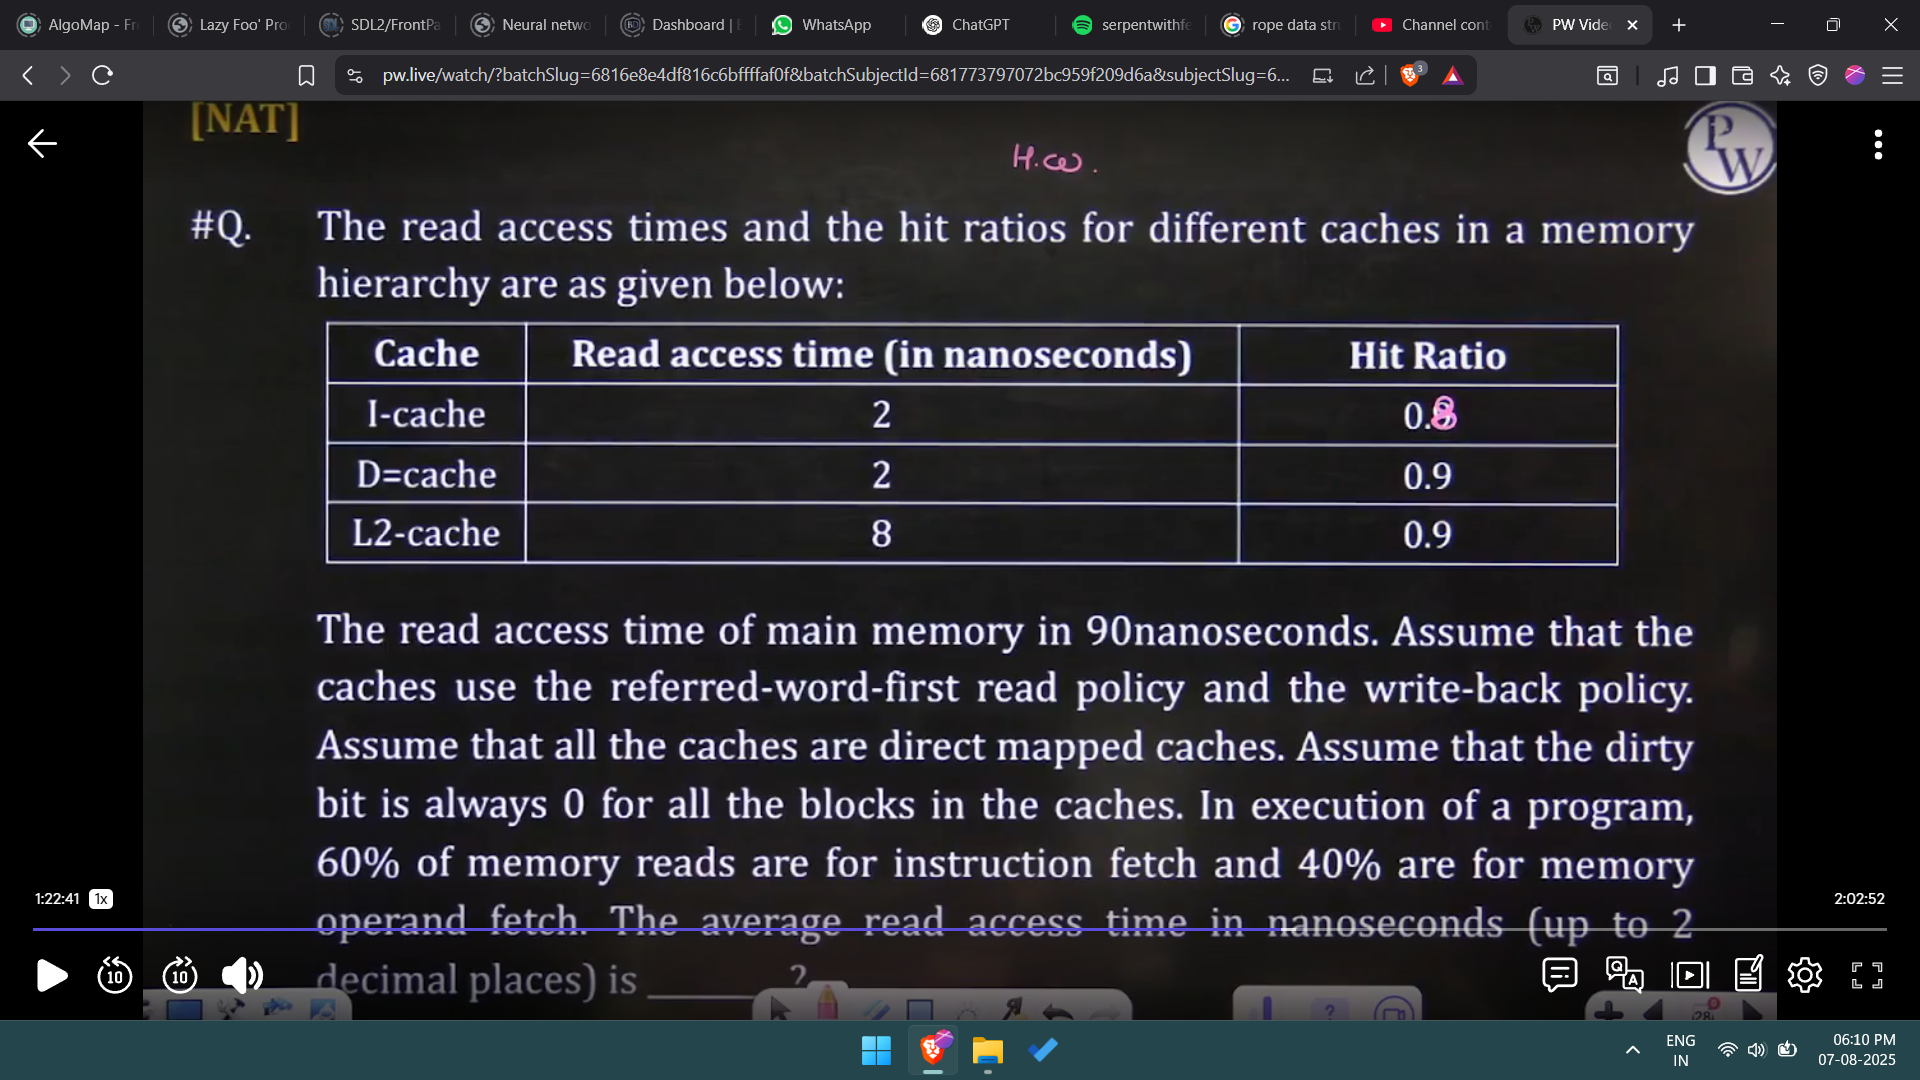 AlgoMap - Fr
Lazy Foo' Pro
SDL2/FrontPa
Neural netwo
Dashboard |
WhatsApp
ChatGPT
serpentwithfe
rope data str
Channel cont
PW Vide
pw.live/watch/?batchSlug=6816e8e4df816c6bffffaf0f&batchSubjectId=681773797072bc959f209d6a&subjectSlug=6...
3
[NAT]
H.W.
PW
#Q. The read access times and the hit ratios for different caches in a memory
hierarchy are as given below:
Cache Read access time (in nanoseconds) Hit Ratio
I-cache 2 0.8
D=cache 2 0.9
L2-cache 8 0.9
The read access time of main memory in 90nanoseconds. Assume that the
caches use the referred-word-first read policy and the write-back policy.
Assume that all the caches are direct mapped caches. Assume that the dirty
bit is always 0 for all the blocks in the caches. In execution of a program,
60% of memory reads are for instruction fetch and 40% are for memory
operand fetch. The average read access time in nanoseconds (up to 2
decimal places) is ______?
1:22:41 1x
2:02:52
10
10
ENG
IN
06:10 PM
07-08-2025